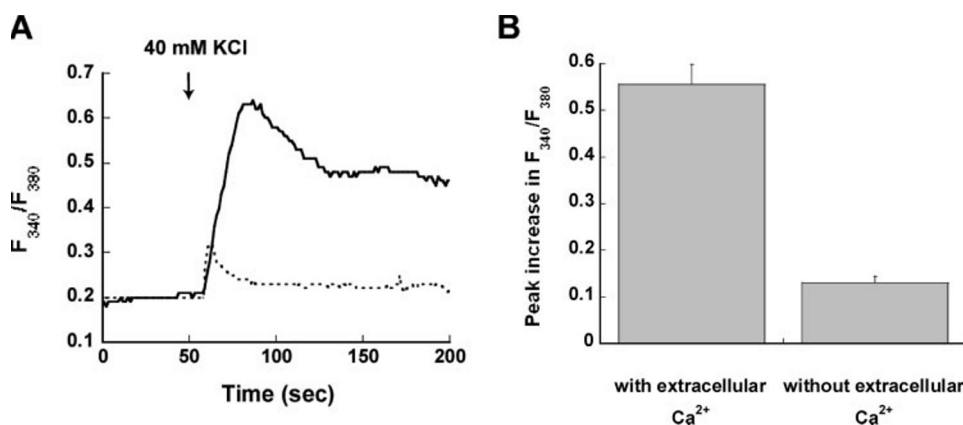 A
40 mM KCl
0.7
0.6
0.5
0.4
0.3
0.2
0.1
F340/F380
0
50
100
150
200
Time (sec)
B
0.6
0.5
0.4
0.3
0.2
0.1
0
Peak increase in F340/F380
with extracellular
Ca2+
without extracellular
Ca2+